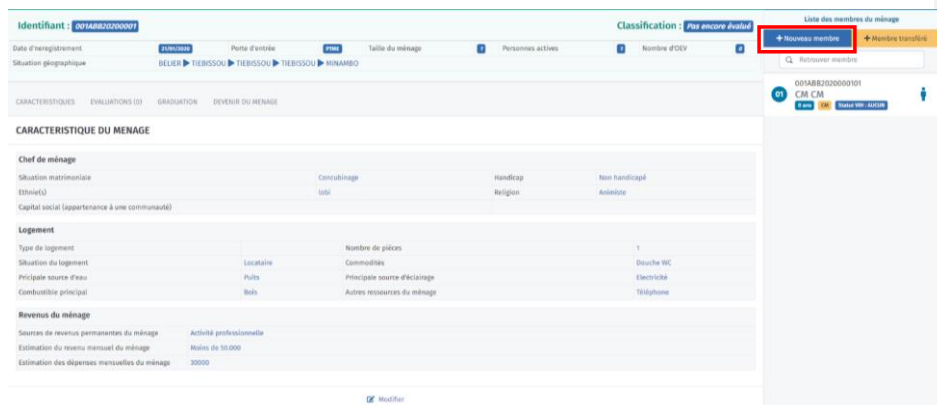 Identifiant : 001ABB20200001
Classification : Pas encore évalué
Date d'neregistrement 21/01/2020 Porte d'entrée PTME Taille du ménage Personnes actives Nombre d'OEV
Situation géographique BELIER TIEBISSOU TIEBISSOU TIEBISSOU MINAMBO
CARACTERISTIQUES EVALUATIONS (0) GRADUATION DEVENIR DU MENAGE
CARACTERISTIQUE DU MENAGE
Chef de ménage
Situation matrimoniale Concubinage Handicap Non handicapé
Ethnie(s) lobi Religion Animiste
Capital social (appartenance à une communauté)
Logement
Type de logement Nombre de pièces 1
Situation du logement Locataire Commodités Douche WC
Pricipale source d'eau Puits Principale source d'éclairage Electricité
Combustible principal Bois Autres ressources du ménage Téléphone
Revenus du ménage
Sources de revenus permanentes du ménage Activité professionnelle
Estimation du revenu mensuel du ménage Moins de 50.000
Estimation des dépenses mensuelles du ménage 30000
Modifier
Liste des membres du ménage
+ Nouveau membre + Membre transféré
Retrouver membre
01 001ABB2020000101
CM CM
0 ans CM Statut VIH : AUCUN